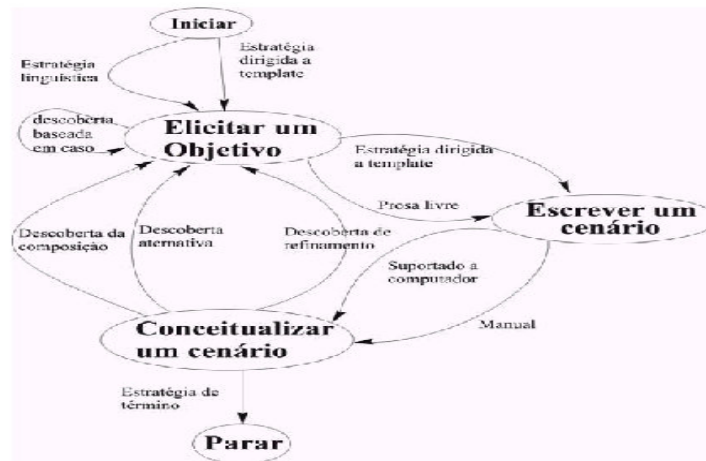 Iniciar
Estratégia
linguística
Estratégia
dirigida a
template
descoberta
baseada
em caso
Elicitar um
Objetivo
Estratégia dirigida
a template
Prosa livre
Escrever um
cenário
Descoberta da
composição
Descoberta
aternativa
Descoberta de
refinamento
Suportado a
computador
Manual
Conceitualizar
um cenário
Estratégia de
término
Parar